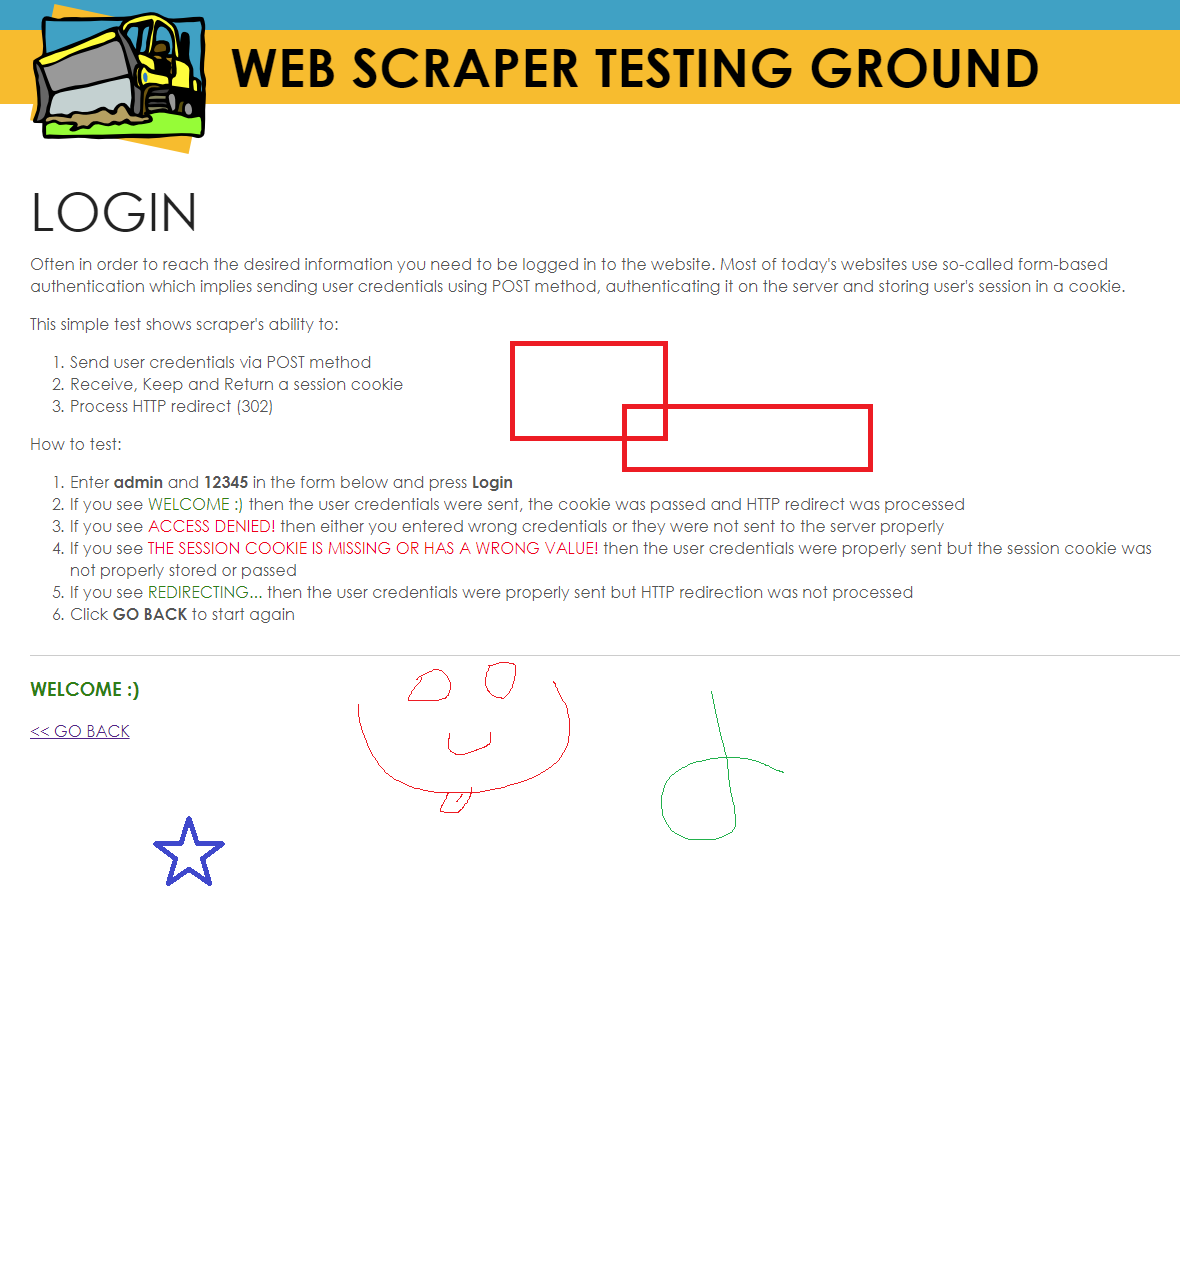 WEB SCRAPER TESTING GROUND
LOGIN
Often in order to reach the desired information you need to be logged in to the website. Most of today's websites use so-called form-based
authentication which implies sending user credentials using POST method, authenticating it on the server and storing user's session in a cookie.
This simple test shows scraper's ability to:
1. Send user credentials via POST method
2. Receive, Keep and Return a session cookie
3. Process HTTP redirect (302)
How to test:
1. Enter admin and 12345 in the form below and press Login
2. If you see WELCOME :) then the user credentials were sent, the cookie was passed and HTTP redirect was processed
3. If you see ACCESS DENIED! then either you entered wrong credentials or they were not sent to the server properly
4. If you see THE SESSION COOKIE IS MISSING OR HAS A WRONG VALUE! then the user credentials were properly sent but the session cookie was
not properly stored or passed
5. If you see REDIRECTING... then the user credentials were properly sent but HTTP redirection was not processed
6. Click GO BACK to start again
WELCOME :)
<< GO BACK